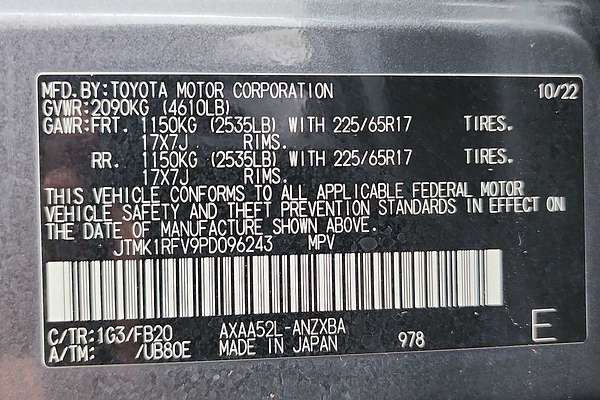 MFD.BY:TOYOTA MOTOR CORPORATION 10/22
GVWR:2090KG (4610LB)
GAWR:FRT. 1150KG (2535LB) WITH 225/65R17 TIRES.
17X7J RIMS.
RR. 1150KG (2535LB) WITH 225/65R17 TIRES.
17X7J RIMS.
THIS VEHICLE CONFORMS TO ALL APPLICABLE FEDERAL MOTOR
VEHICLE SAFETY AND THEFT PREVENTION STANDARDS IN EFFECT ON
THE DATE OF MANUFACTURE SHOWN ABOVE.
JTMK1RFV9PD096243 MPV
C/TR:1G3/FB20 AXAA52L-ANZXBA
A/TM: /UB80E MADE IN JAPAN 978 E